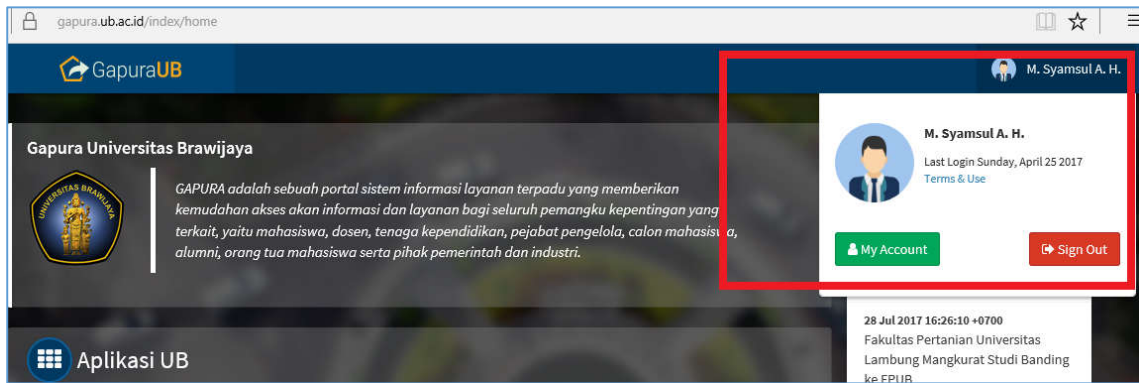 gapura.ub.ac.id/index/home
GapuraUB
M. Syamsul A. H.
M. Syamsul A. H.
Last Login Sunday, April 25 2017
Terms & Use
My Account
Sign Out
Gapura Universitas Brawijaya
UNIVERSITAS BRAWIJAYA
GAPURA adalah sebuah portal sistem informasi layanan terpadu yang memberikan
kemudahan akses akan informasi dan layanan bagi seluruh pemangku kepentingan yang
terkait, yaitu mahasiswa, dosen, tenaga kependidikan, pejabat pengelola, calon mahasiswa,
alumni, orang tua mahasiswa serta pihak pemerintah dan industri.
28 Jul 2017 16:26:10 +0700
Fakultas Pertanian Universitas
Lambung Mangkurat Studi Banding
ke FPUB
Aplikasi UB